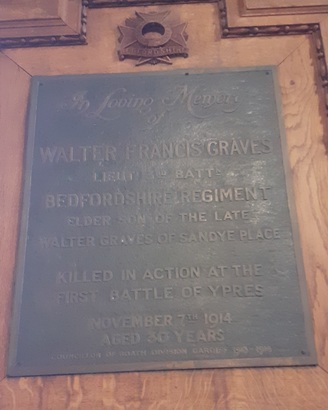 In Loving Memory
of
WALTER FRANCIS GRAVES
LIEUT: 3RD BATTN
BEDFORDSHIRE REGIMENT
ELDER SON OF THE LATE
WALTER GRAVES OF SANDYE PLACE
KILLED IN ACTION AT THE
FIRST BATTLE OF YPRES
NOVEMBER 7TH 1914
AGED 30 YEARS